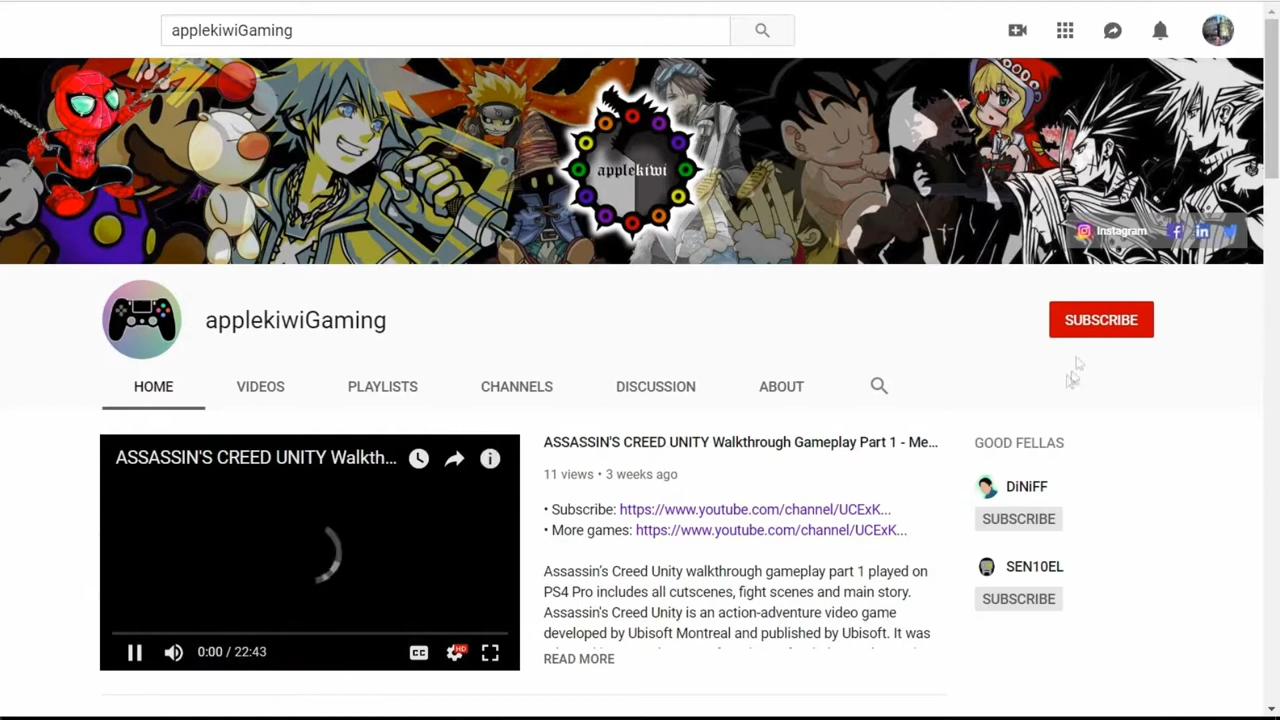 applekiwiGaming
applekiwi
Instagram
applekiwiGaming
SUBSCRIBE
HOME VIDEOS PLAYLISTS CHANNELS DISCUSSION ABOUT
ASSASSIN'S CREED UNITY Walkth...
0:00 / 22:43
CC HD
ASSASSIN'S CREED UNITY Walkthrough Gameplay Part 1 - Me...
11 views • 3 weeks ago
• Subscribe: https://www.youtube.com/channel/UCExK...
• More games: https://www.youtube.com/channel/UCExK...
Assassin's Creed Unity walkthrough gameplay part 1 played on
PS4 Pro includes all cutscenes, fight scenes and main story.
Assassin's Creed Unity is an action-adventure video game
developed by Ubisoft Montreal and published by Ubisoft. It was
READ MORE
GOOD FELLAS
DiNiFF
SUBSCRIBE
SEN10EL
SUBSCRIBE